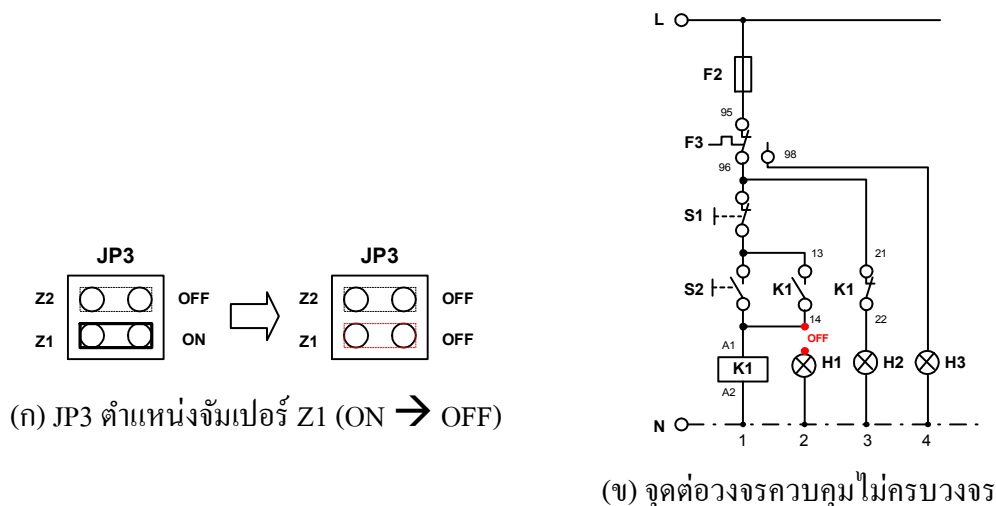 JP3
Z2 OFF
Z1 ON
JP3
Z2 OFF
Z1 OFF
(ก) JP3 ตำแหน่งจัมเปอร์ Z1 (ON → OFF)
L
F2
95
F3
96
98
S1
13
21
S2
K1
K1
14
22
OFF
A1
K1
A2
H1
H2
H3
N
1 2 3 4
(ข) จุดต่อวงจรควบคุมไม่ครบวงจร